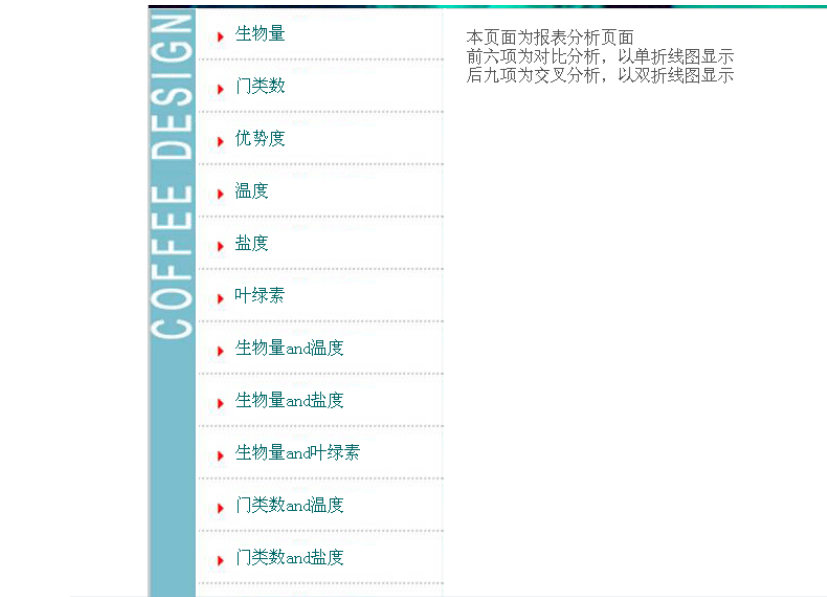 COFFEE DESIGN
生物量
门类数
优势度
温度
盐度
叶绿素
生物量and温度
生物量and盐度
生物量and叶绿素
门类数and温度
门类数and盐度
本页面为报表分析页面
前六项为对比分析，以单折线图显示
后九项为交叉分析，以双折线图显示